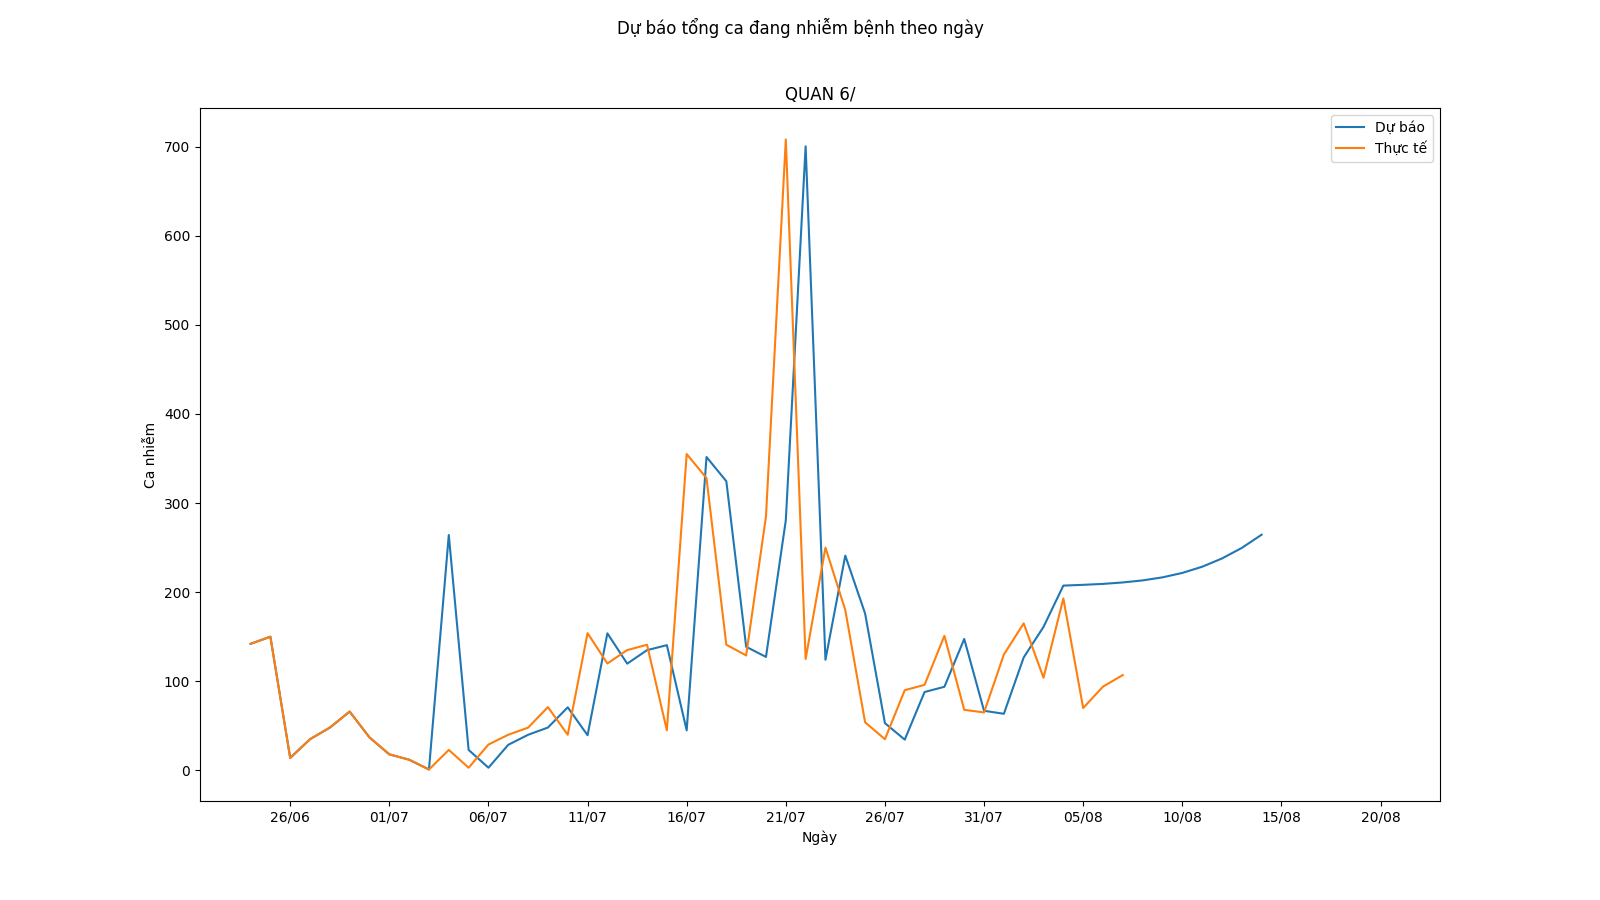 Dự báo tổng ca đang nhiễm bệnh theo ngày
QUAN 6/
Dự báo
Thực tế
700
600
500
400
300
200
100
0
Ca nhiễm
26/06 01/07 06/07 11/07 16/07 21/07 26/07 31/07 05/08 10/08 15/08 20/08
Ngày